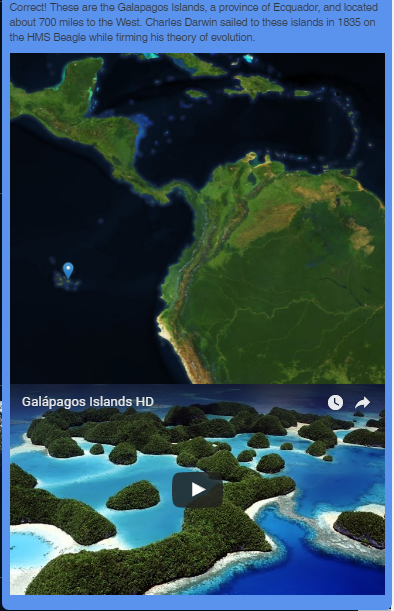 Correct! These are the Galapagos Islands, a province of Ecquador, and located
about 700 miles to the West. Charles Darwin sailed to these islands in 1835 on
the HMS Beagle while firming his theory of evolution.
Galápagos Islands HD